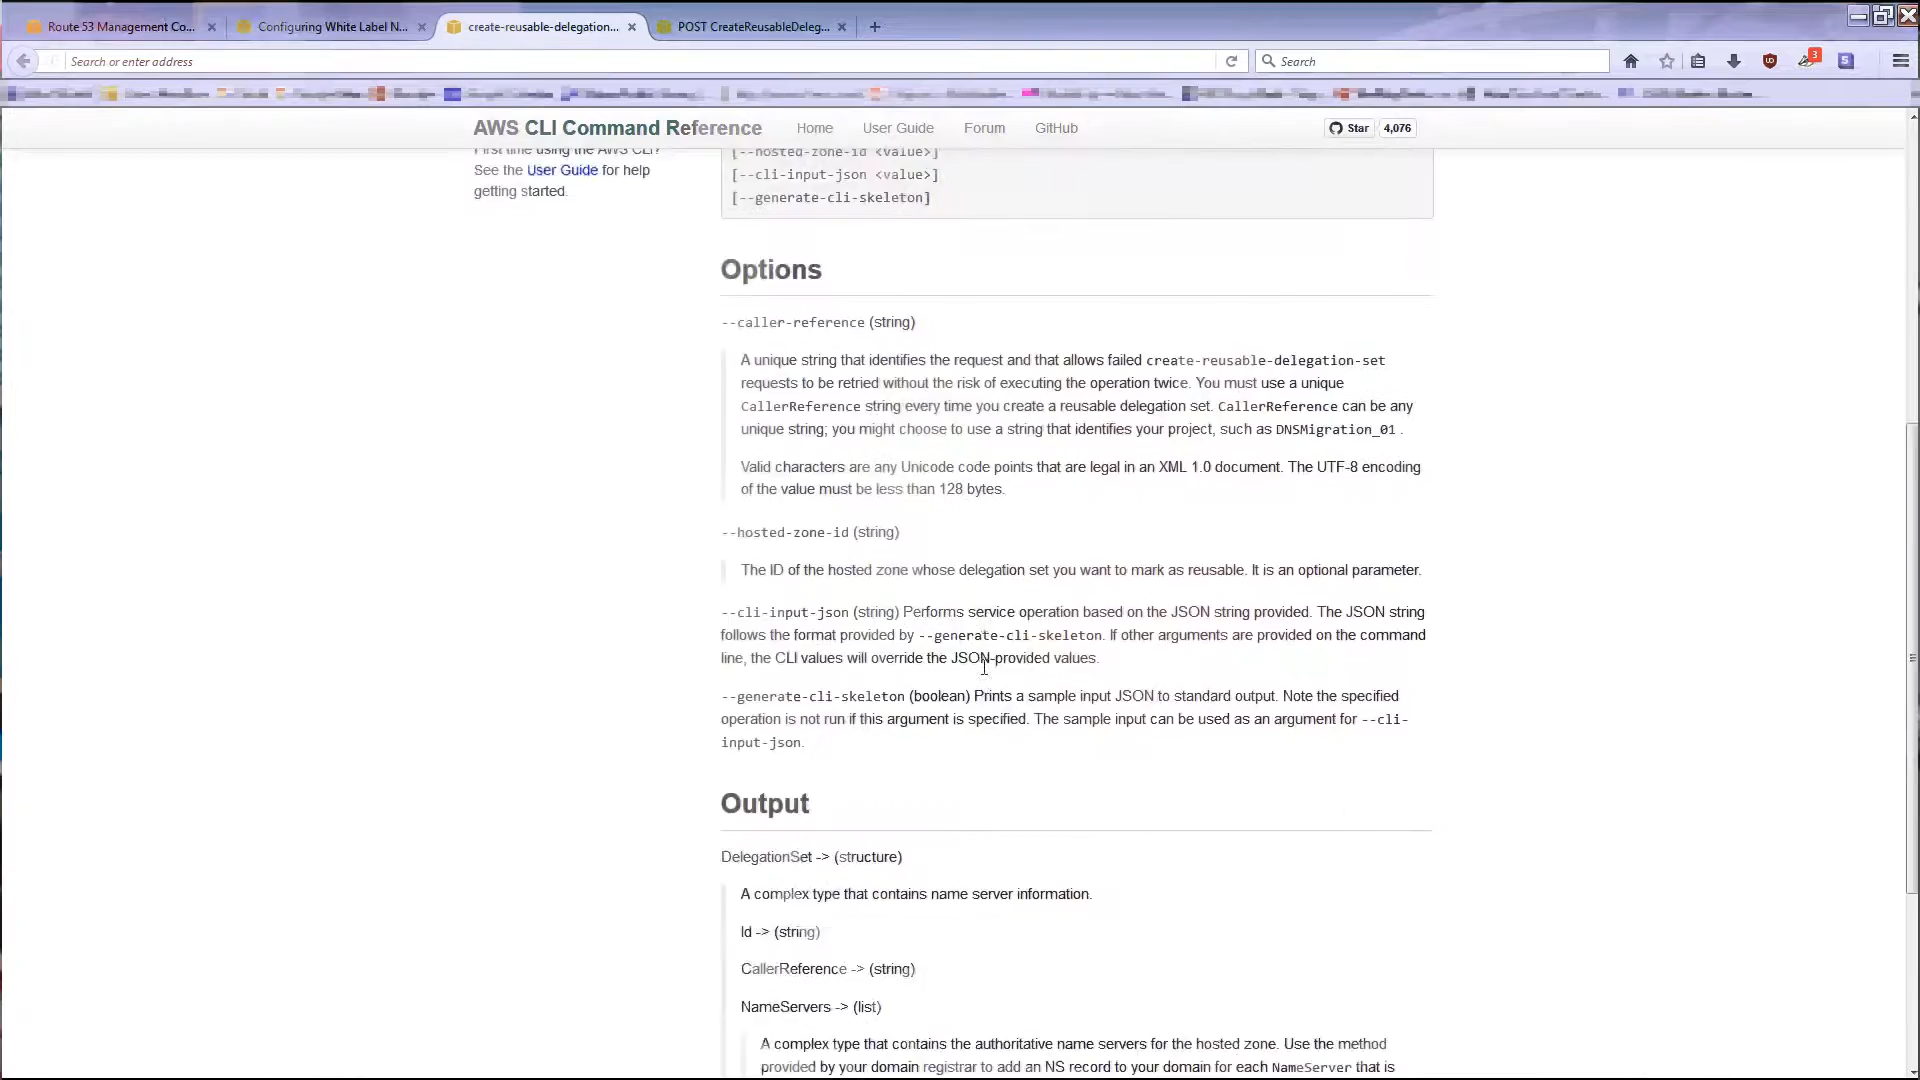 Route 53 Management Co...
Configuring White Label N...
create-reusable-delegation...
POST CreateReusableDeleg...
Search or enter address
Search
3
AWS CLI Command Reference
Home
User Guide
Forum
GitHub
Star
4,076
First time using the AWS CLI?
See the User Guide for help
getting started.
[--hosted-zone-id <value>]
[--cli-input-json <value>]
[--generate-cli-skeleton]
Options
--caller-reference (string)
A unique string that identifies the request and that allows failed create-reusable-delegation-set
requests to be retried without the risk of executing the operation twice. You must use a unique
CallerReference string every time you create a reusable delegation set. CallerReference can be any
unique string; you might choose to use a string that identifies your project, such as DNSMigration_01 .
Valid characters are any Unicode code points that are legal in an XML 1.0 document. The UTF-8 encoding
of the value must be less than 128 bytes.
--hosted-zone-id (string)
The ID of the hosted zone whose delegation set you want to mark as reusable. It is an optional parameter.
--cli-input-json (string) Performs service operation based on the JSON string provided. The JSON string
follows the format provided by --generate-cli-skeleton. If other arguments are provided on the command
line, the CLI values will override the JSON-provided values.
--generate-cli-skeleton (boolean) Prints a sample input JSON to standard output. Note the specified
operation is not run if this argument is specified. The sample input can be used as an argument for --cli-
input-json.
Output
DelegationSet -> (structure)
A complex type that contains name server information.
Id -> (string)
CallerReference -> (string)
NameServers -> (list)
A complex type that contains the authoritative name servers for the hosted zone. Use the method
provided by your domain registrar to add an NS record to your domain for each NameServer that is